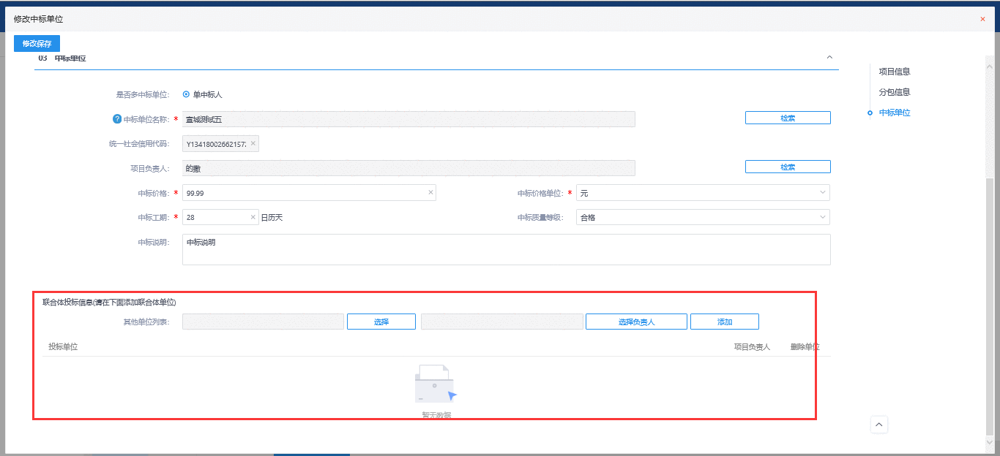 修改中标单位
×
修改保存
03 中标单位
项目信息
分包信息
中标单位
是否多中标单位: 单中标人
? 中标单位名称: * 宣城测试五 检索
统一社会信用代码: Y13418002662157 ×
项目负责人: 的撒 检索
中标价格: * 99.99 × 中标价格单位: * 元
中标工期: * 28 × 日历天 中标质量等级: 合格
中标说明: 中标说明
联合体投标信息(请在下面添加联合体单位)
其他单位列表: 选择 选择负责人 添加
投标单位 项目负责人 删除单位
暂无数据